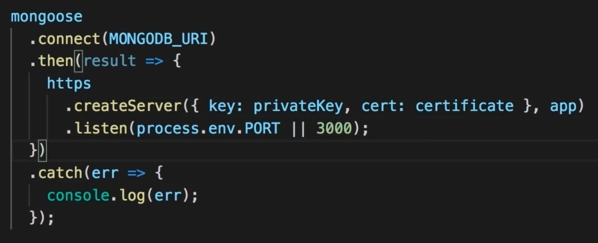 mongoose
  .connect(MONGODB_URI)
  .then(result => {
    https
      .createServer({ key: privateKey, cert: certificate }, app)
      .listen(process.env.PORT || 3000);
  })
  .catch(err => {
    console.log(err);
  });